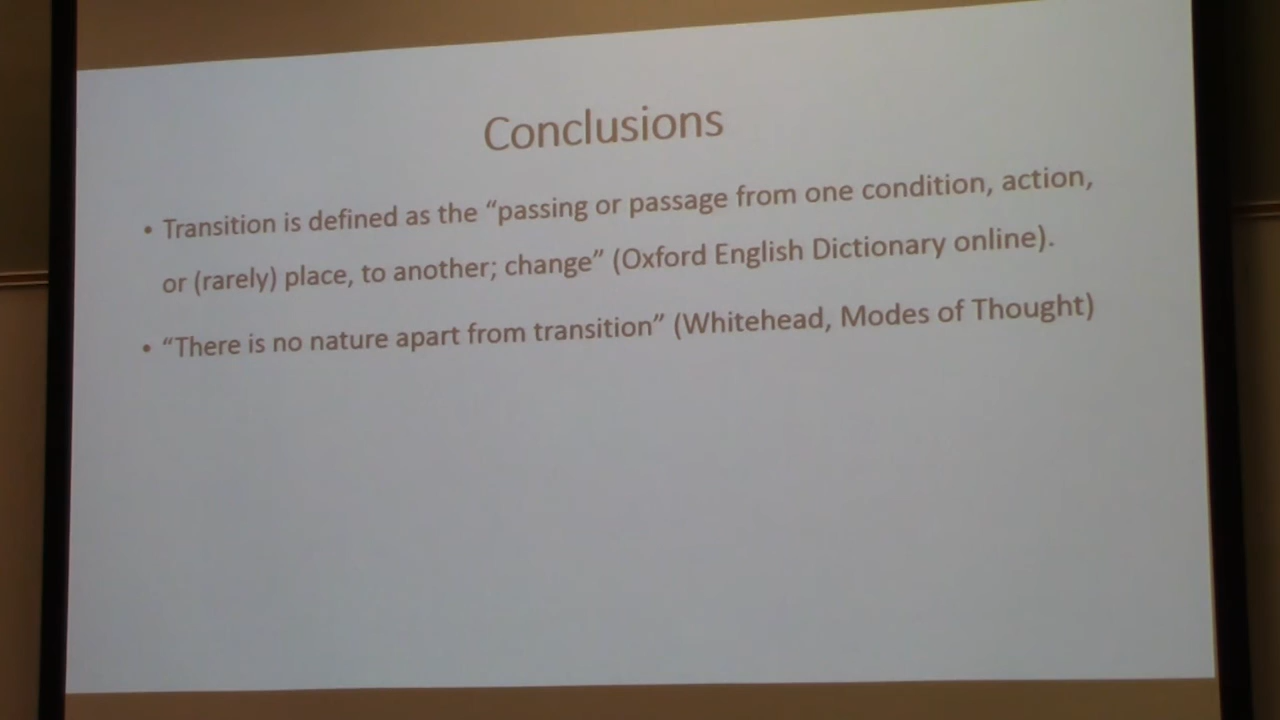 Conclusions
• Transition is defined as the “passing or passage from one condition, action,
or (rarely) place, to another; change” (Oxford English Dictionary online).
• “There is no nature apart from transition” (Whitehead, Modes of Thought)